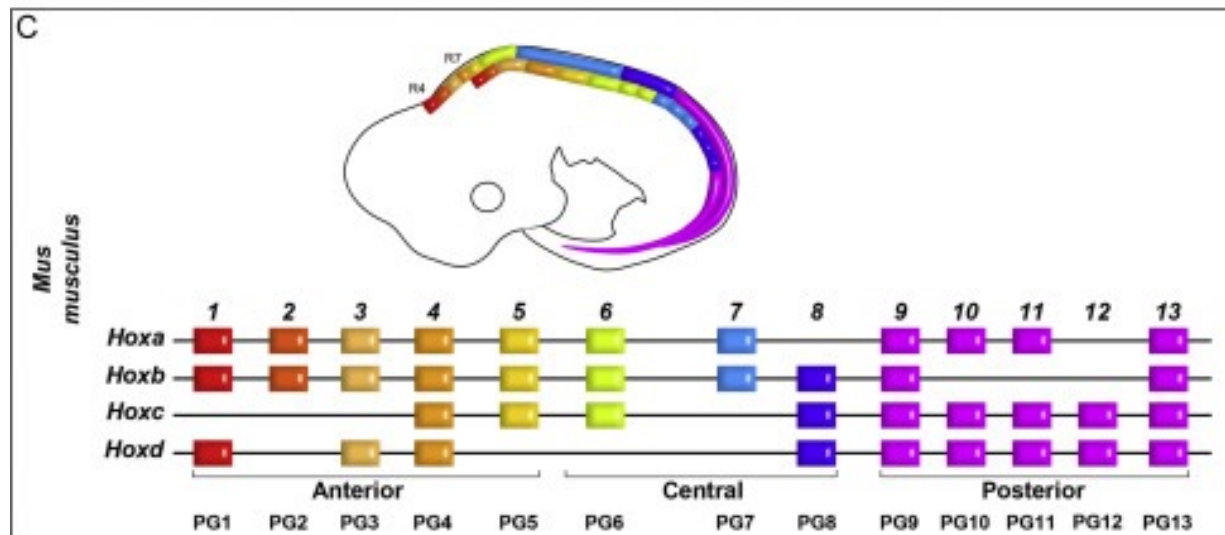 C
R7
R4
Mus
musculus
1 2 3 4 5 6 7 8 9 10 11 12 13
Hoxa
Hoxb
Hoxc
Hoxd
Anterior Central Posterior
PG1 PG2 PG3 PG4 PG5 PG6 PG7 PG8 PG9 PG10 PG11 PG12 PG13